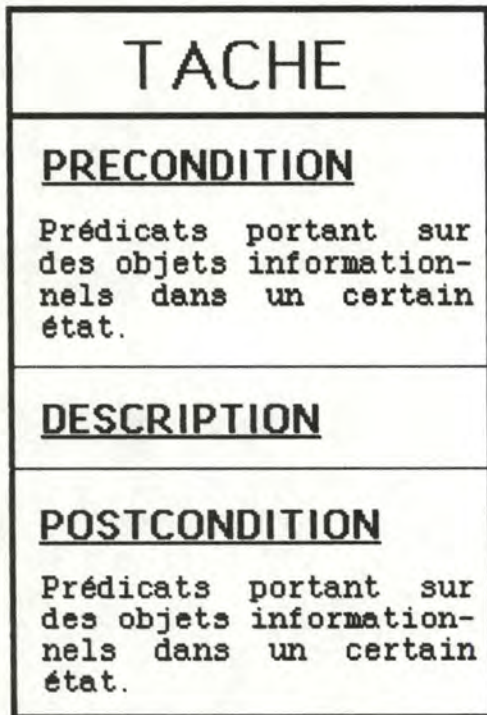 TACHE
PRECONDITION
Prédicats portant sur
des objets information-
nels dans un certain
état.
DESCRIPTION
POSTCONDITION
Prédicats portant sur
des objets information-
nels dans un certain
état.